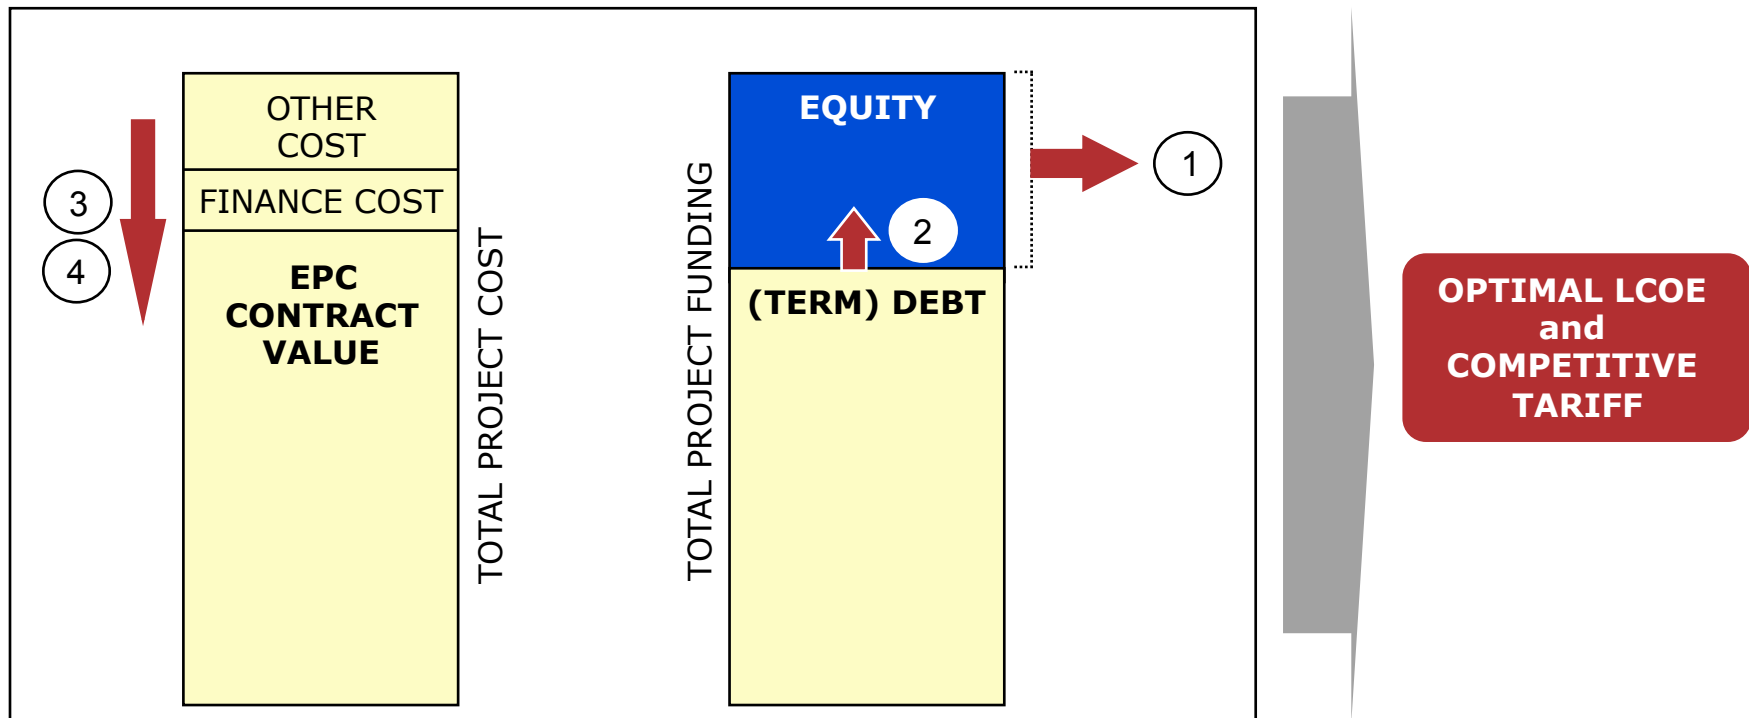 OTHER
COST
FINANCE COST
3
4
EPC
CONTRACT
VALUE
TOTAL PROJECT COST
TOTAL PROJECT FUNDING
EQUITY
2
(TERM) DEBT
1
OPTIMAL LCOE
and
COMPETITIVE
TARIFF